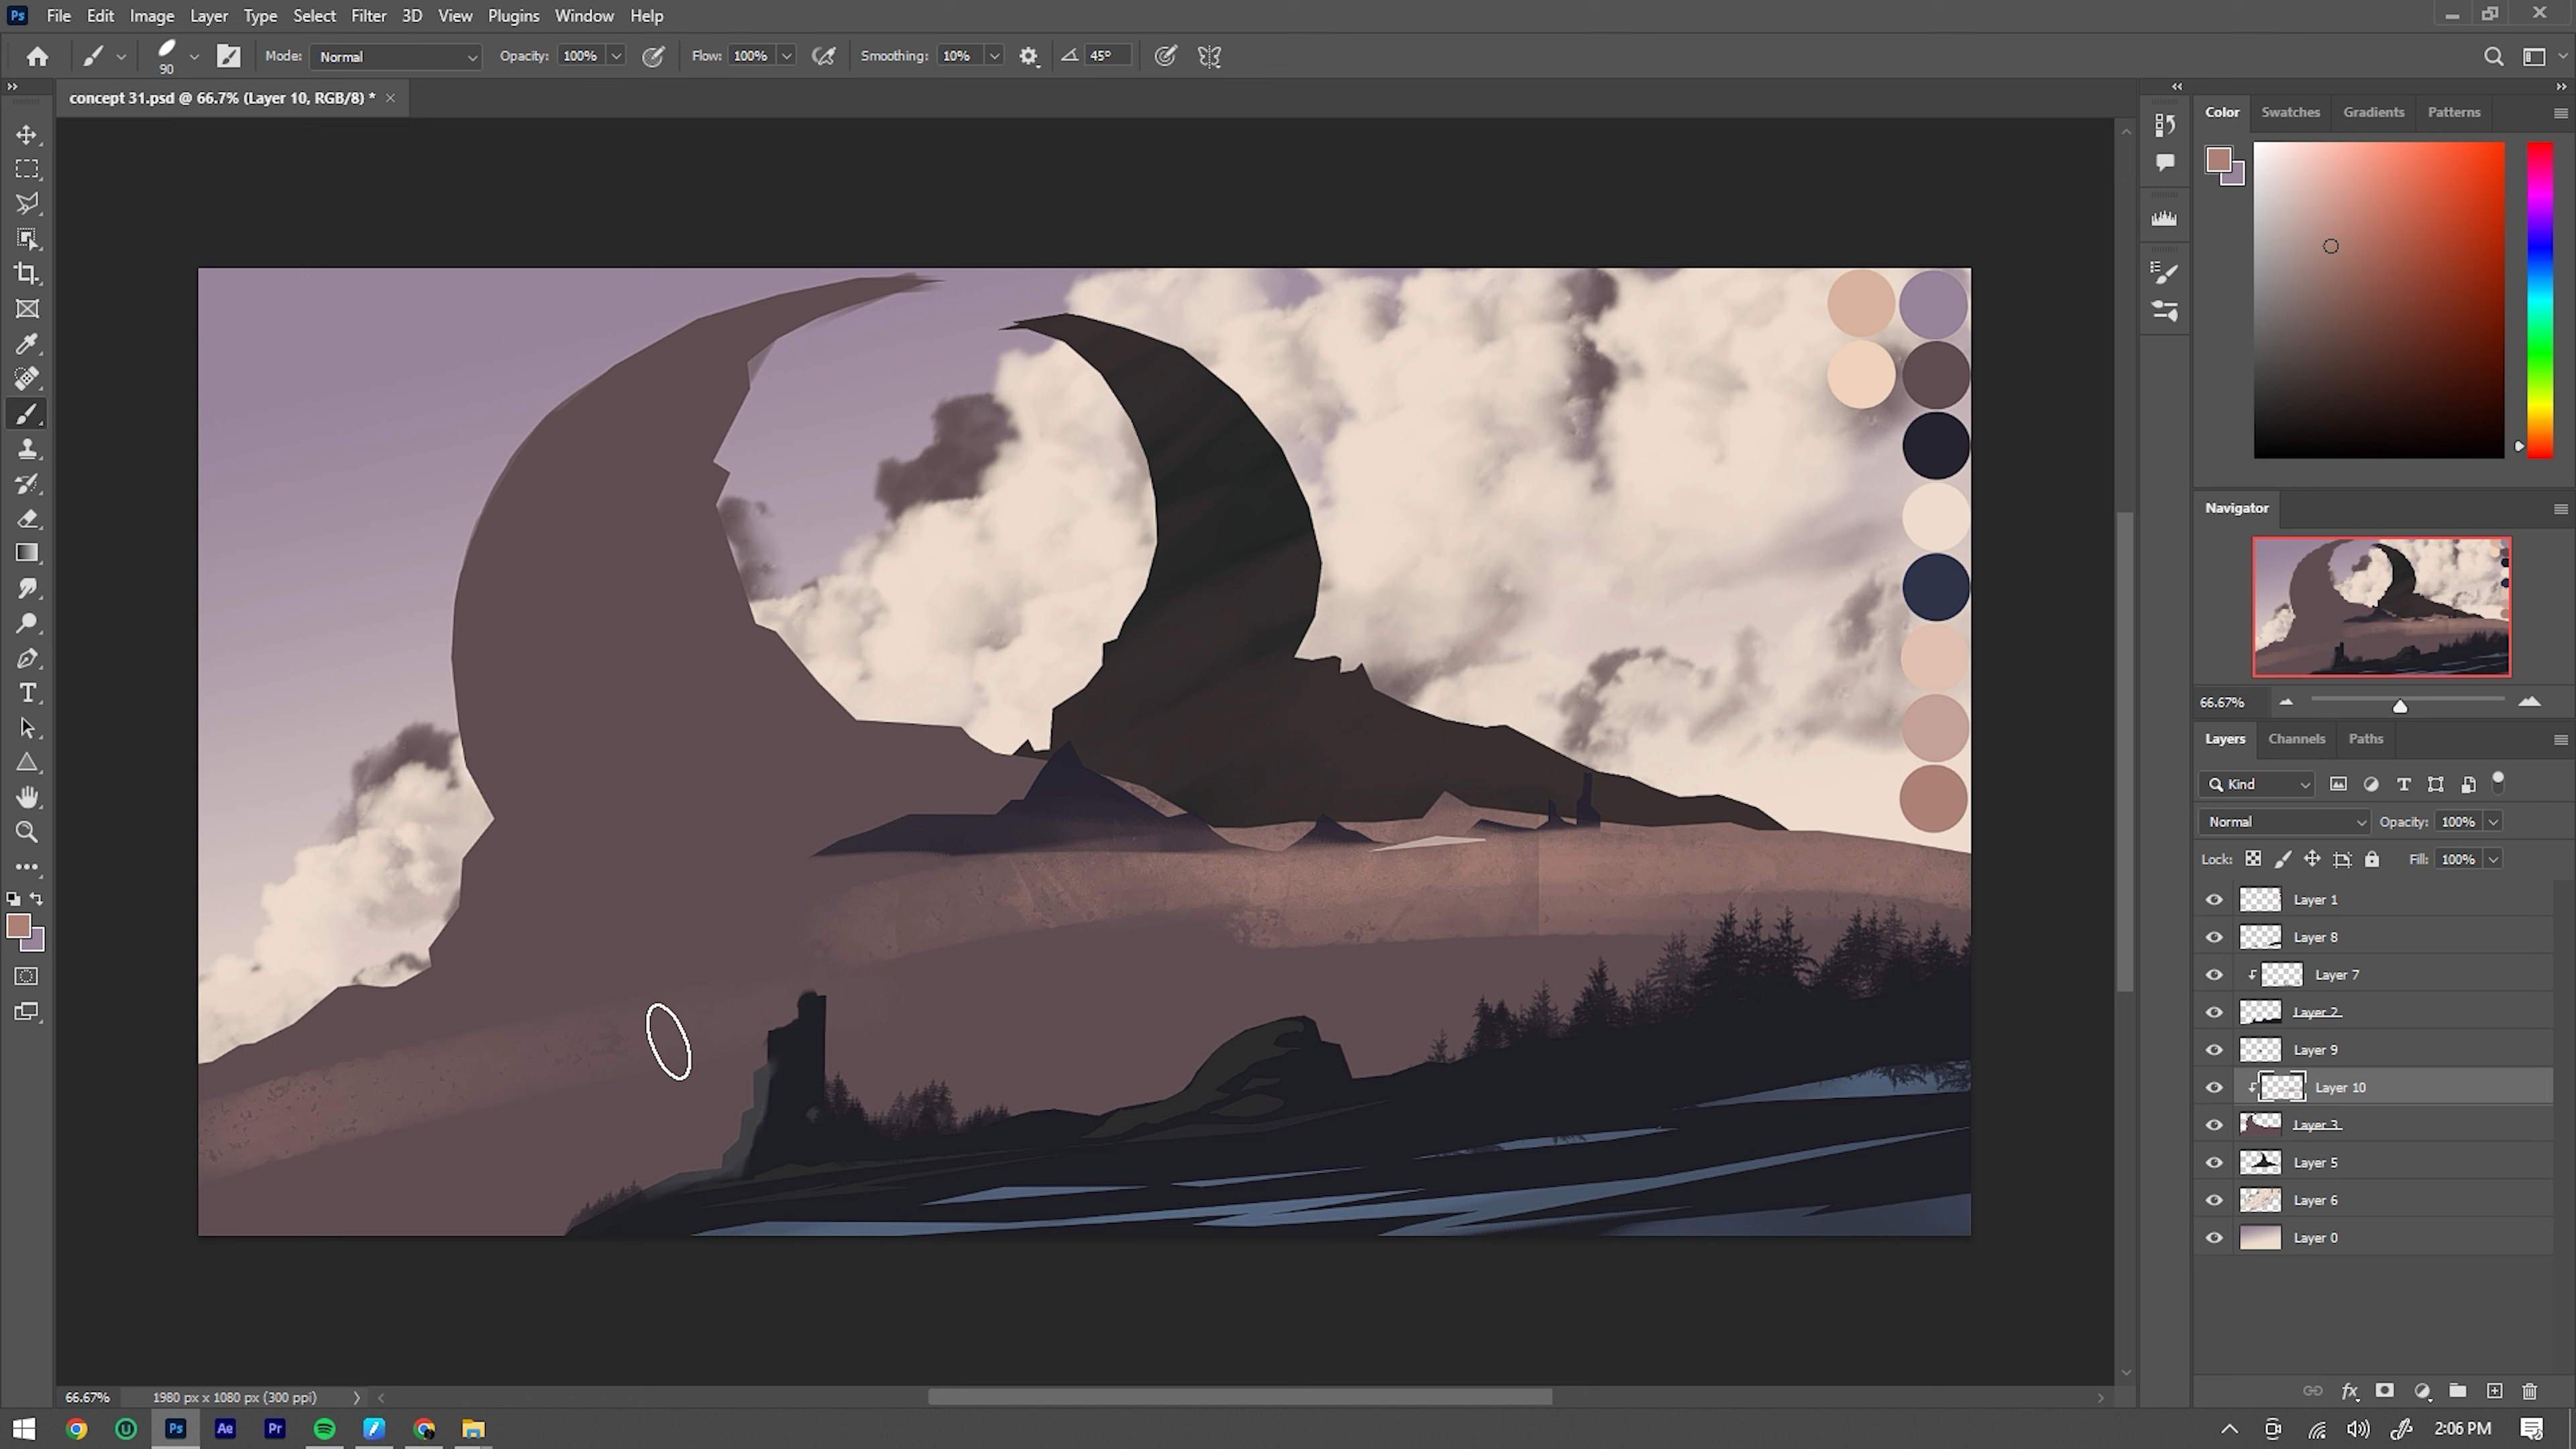 Ps File Edit Image Layer Type Select Filter 3D View Plugins Window Help
90 Mode: Normal Opacity: 100% Flow: 100% Smoothing: 10% 45°
concept 31.psd @ 66.7% (Layer 10, RGB/8) * ×
Color Swatches Gradients Patterns
Navigator
66.67%
Layers Channels Paths
Kind
Normal Opacity: 100%
Lock: Fill: 100%
Layer 1
Layer 8
Layer 7
Layer 2
Layer 9
Layer 10
Layer 3
Layer 5
Layer 6
Layer 0
66.67% 1980 px x 1080 px (300 ppi)
Ps Ae Pr 2:06 PM